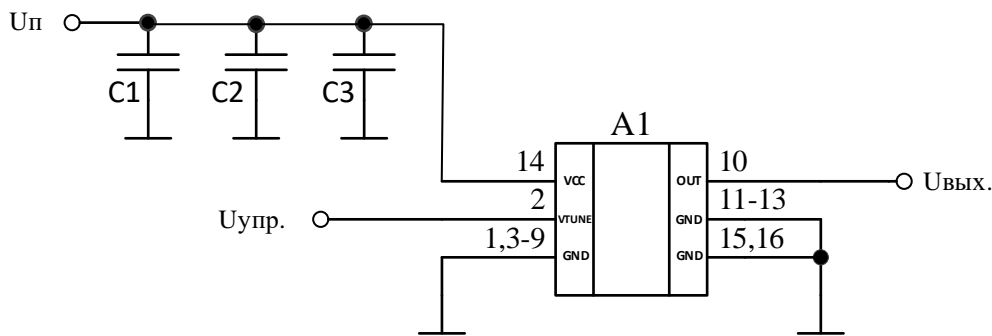 Uп
C1
C2
C3
A1
14
VCC
OUT
10
Uвых.
2
Uупр.
VTUNE
GND
11-13
1,3-9
GND
GND
15,16